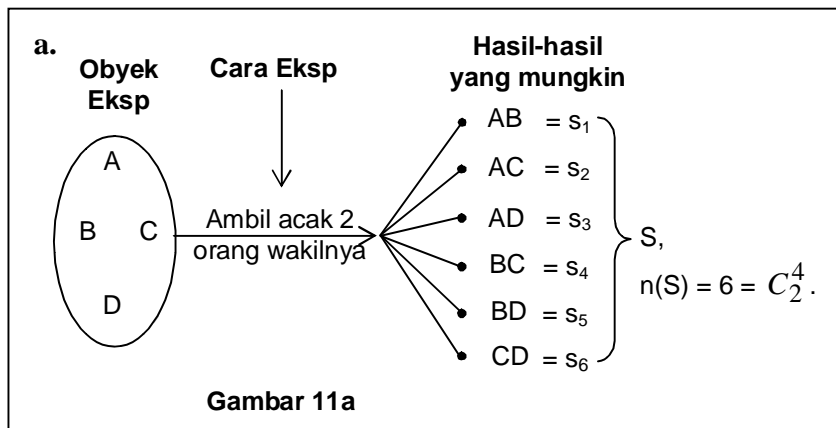 a.
Obyek
Eksp
Cara Eksp
Hasil-hasil
yang mungkin
A
B C
D
Ambil acak 2
orang wakilnya
AB = s₁
AC = s₂
AD = s₃
BC = s₄
BD = s₅
CD = s₆
S,
n(S) = 6 = C₂⁴.
Gambar 11a